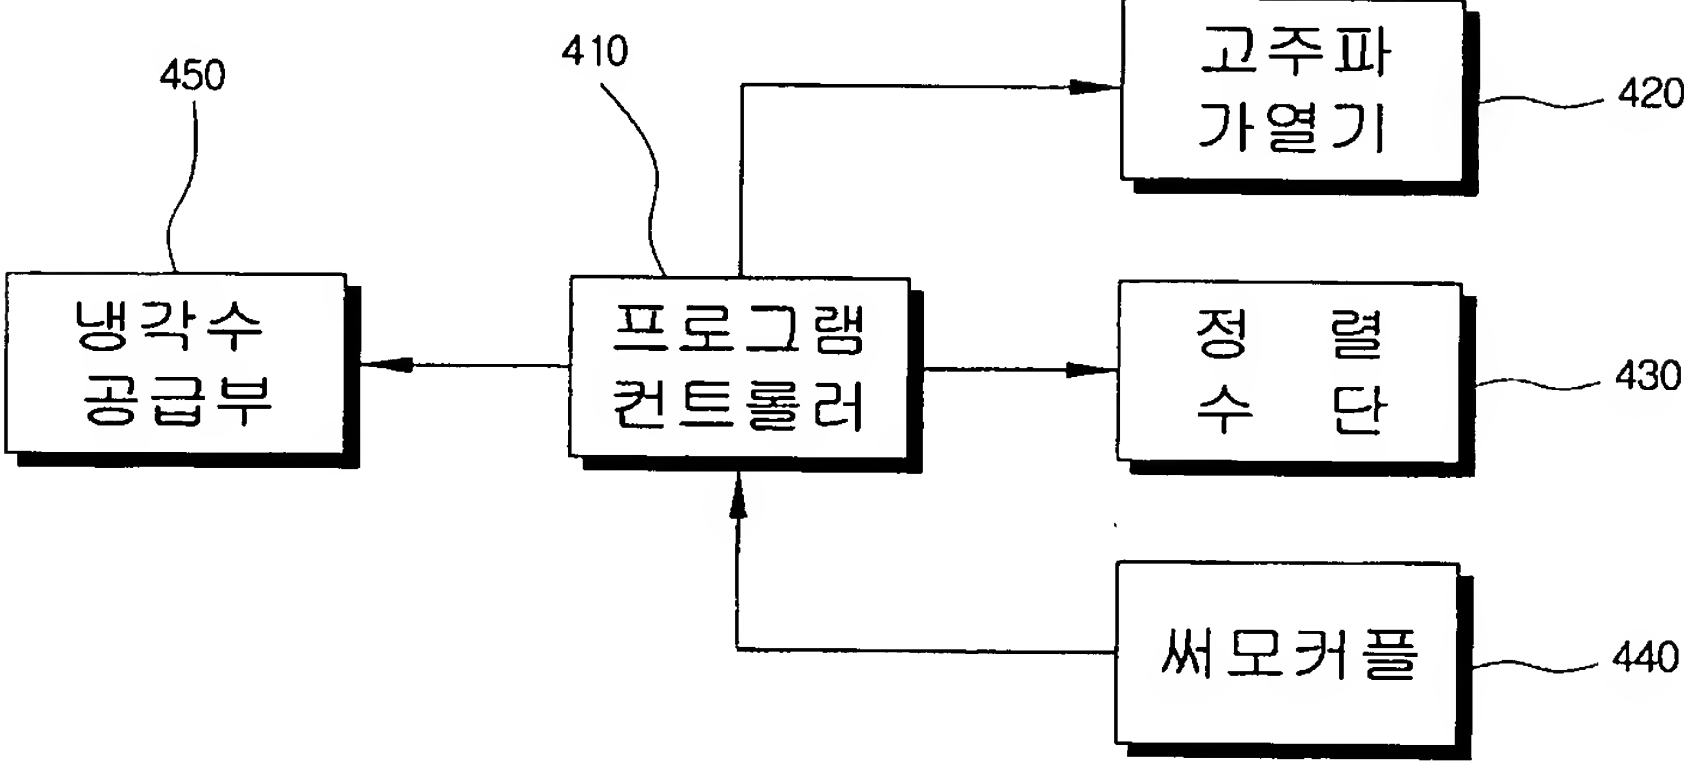 450
410
고주파
가열기
420
냉각수
공급부
프로그램
컨트롤러
정 렬
수 단
430
써모커플
440